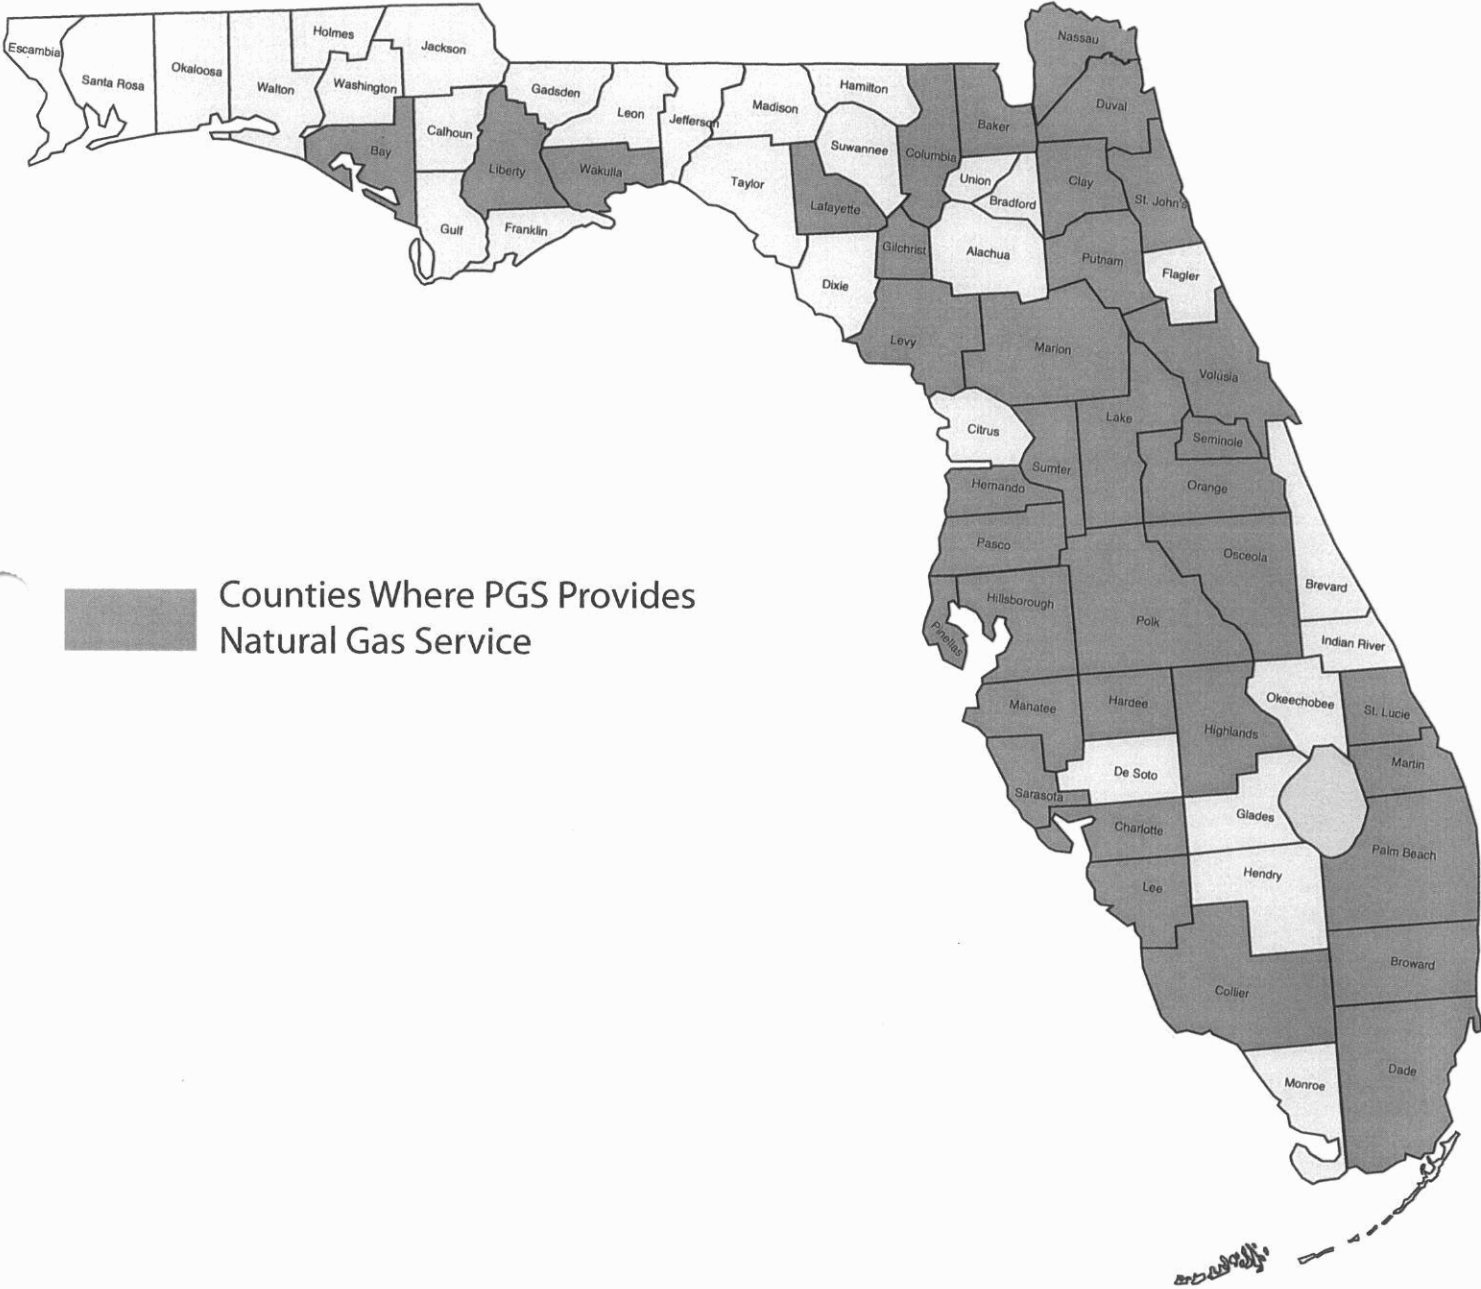 Escambia
Santa Rosa
Okaloosa
Walton
Holmes
Washington
Jackson
Bay
Calhoun
Gulf
Liberty
Gadsden
Franklin
Wakulla
Leon
Jefferson
Madison
Taylor
Hamilton
Suwannee
Lafayette
Dixie
Columbia
Gilchrist
Baker
Union
Bradford
Alachua
Nassau
Duval
Clay
St. John's
Putnam
Flagler
Levy
Marion
Volusia
Citrus
Sumter
Lake
Seminole
Hernando
Orange
Pasco
Osceola
Brevard
Counties Where PGS Provides
Natural Gas Service
Pinellas
Hillsborough
Polk
Indian River
Manatee
Hardee
Highlands
Okeechobee
St. Lucie
Sarasota
De Soto
Martin
Charlotte
Glades
Lee
Hendry
Palm Beach
Collier
Broward
Monroe
Dade